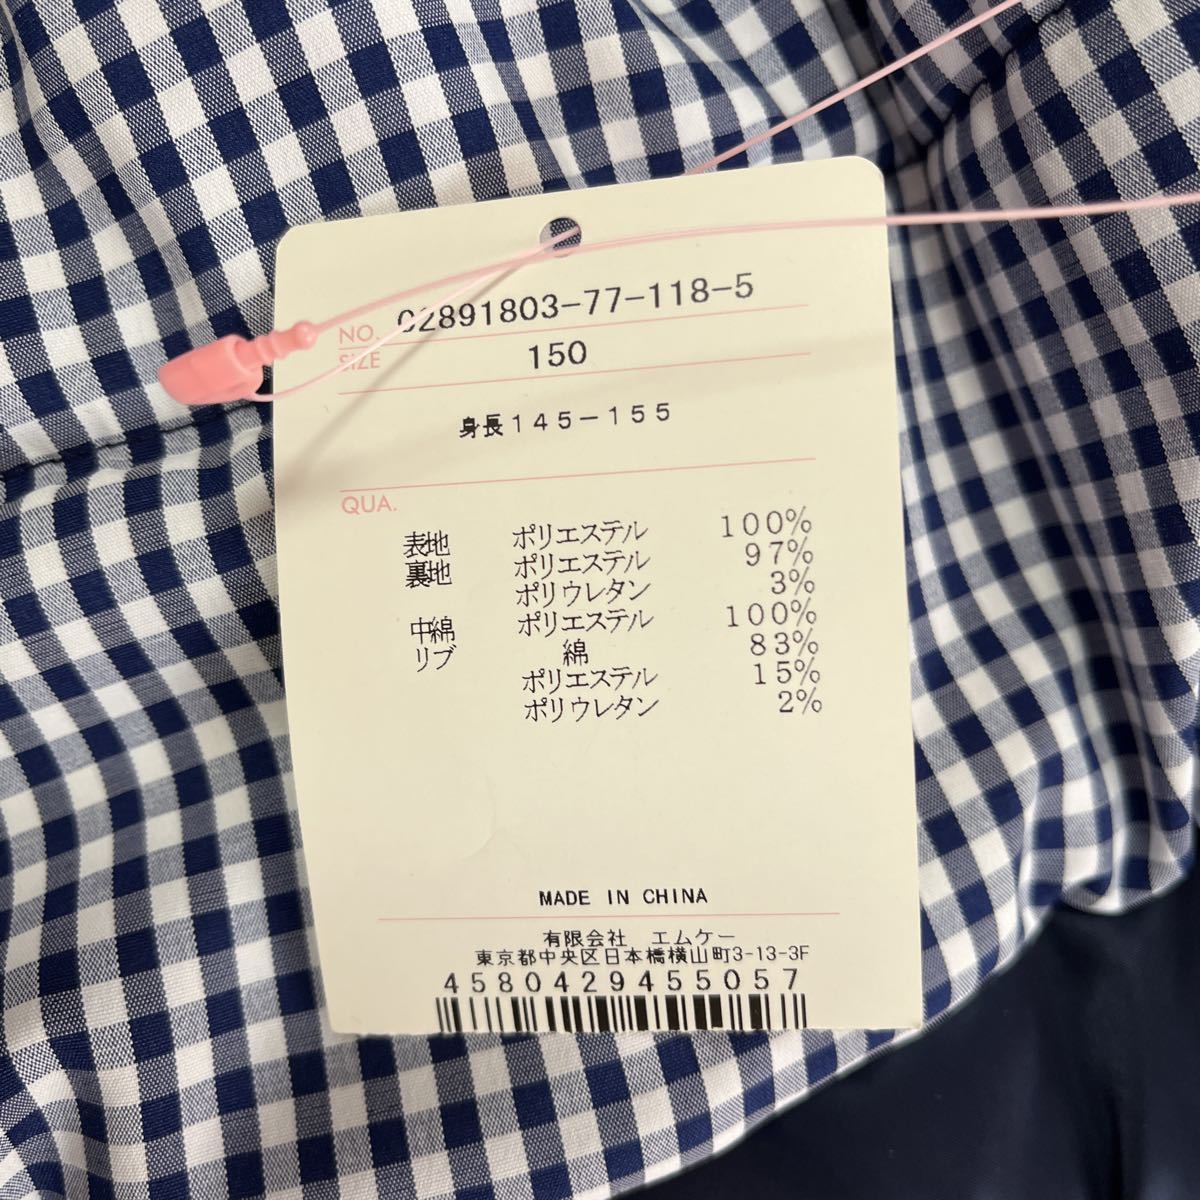 NO. 02891803-77-118-5
SIZE 150
身長145-155
QUA.
表地 ポリエステル 100%
裏地 ポリエステル 97%
ポリウレタン 3%
中綿 ポリエステル 100%
リブ 綿 83%
ポリエステル 15%
ポリウレタン 2%
MADE IN CHINA
有限会社 エムケー
東京都中央区日本橋横山町3-13-3F
4580429455057